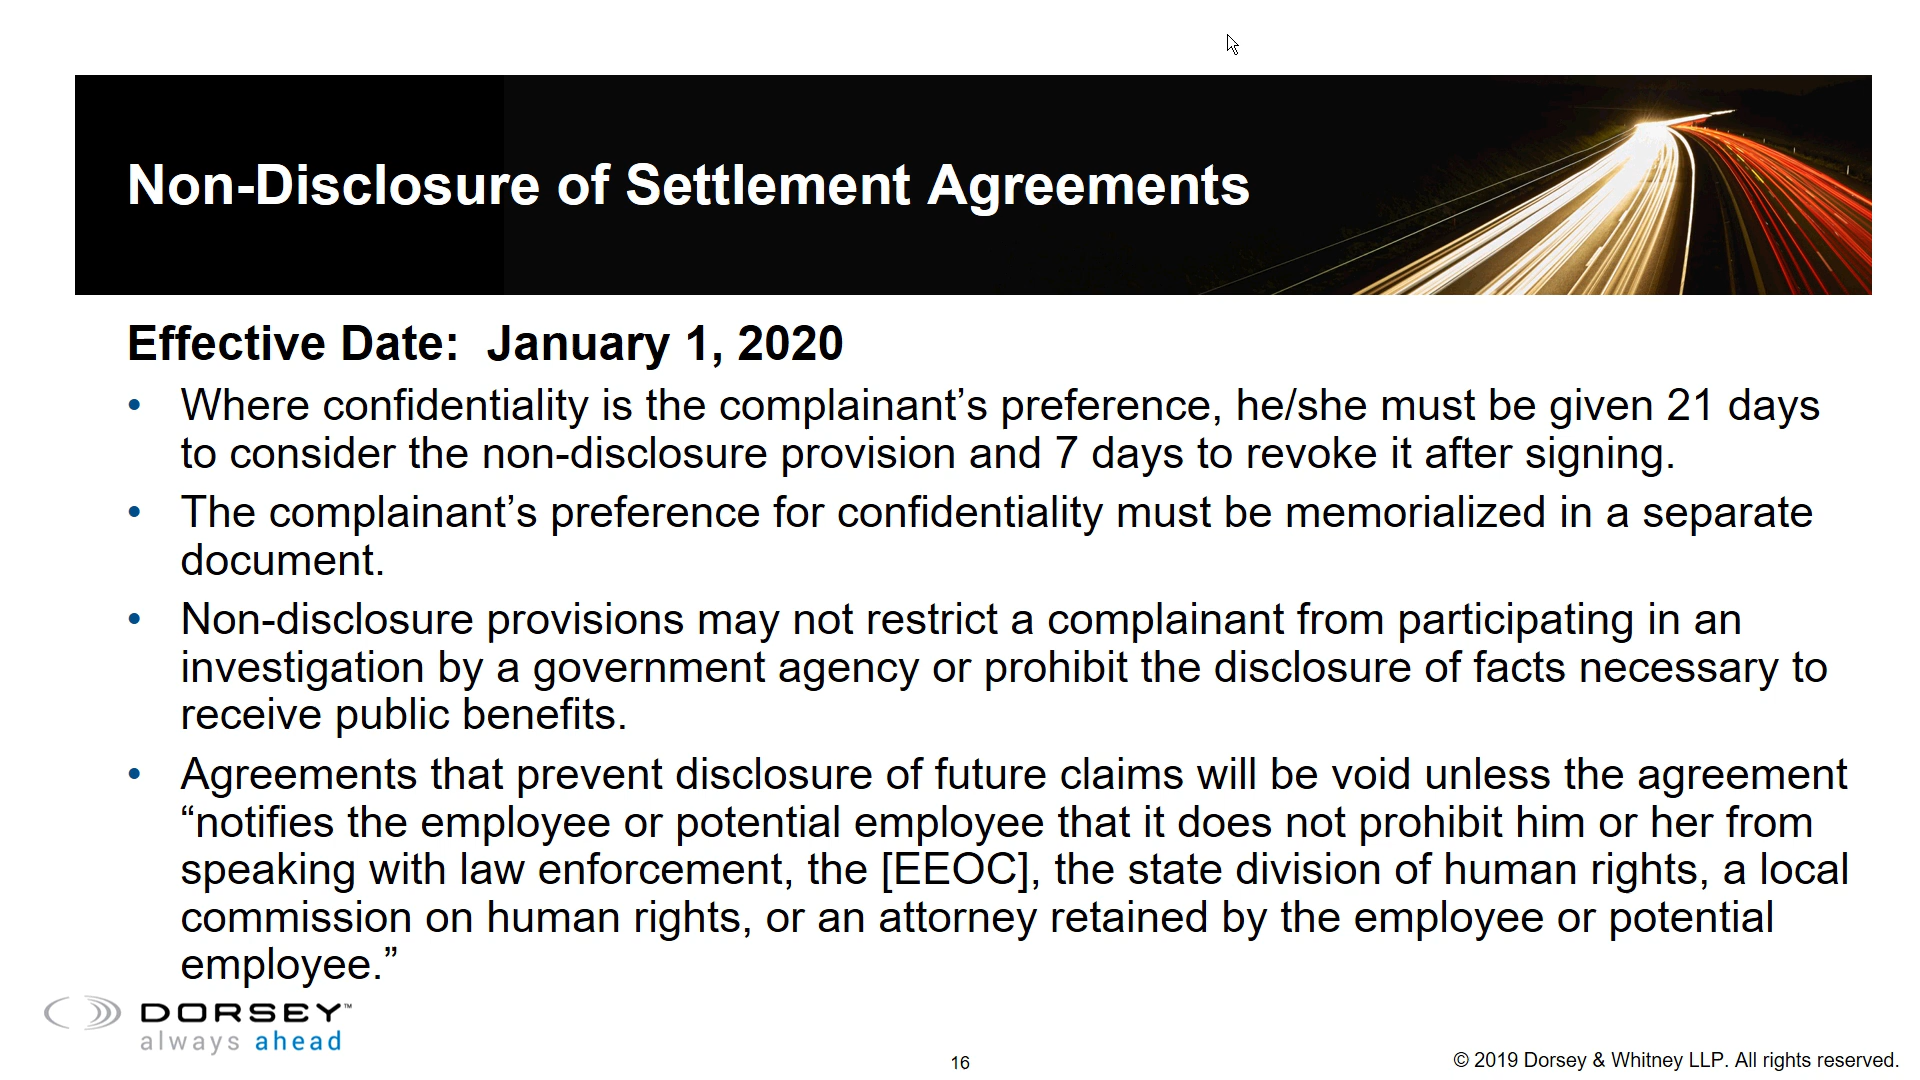 Non-Disclosure of Settlement Agreements
Effective Date: January 1, 2020
• Where confidentiality is the complainant’s preference, he/she must be given 21 days
to consider the non-disclosure provision and 7 days to revoke it after signing.
• The complainant’s preference for confidentiality must be memorialized in a separate
document.
• Non-disclosure provisions may not restrict a complainant from participating in an
investigation by a government agency or prohibit the disclosure of facts necessary to
receive public benefits.
• Agreements that prevent disclosure of future claims will be void unless the agreement
“notifies the employee or potential employee that it does not prohibit him or her from
speaking with law enforcement, the [EEOC], the state division of human rights, a local
commission on human rights, or an attorney retained by the employee or potential
employee.”
DORSEY™
always ahead
16
© 2019 Dorsey & Whitney LLP. All rights reserved.